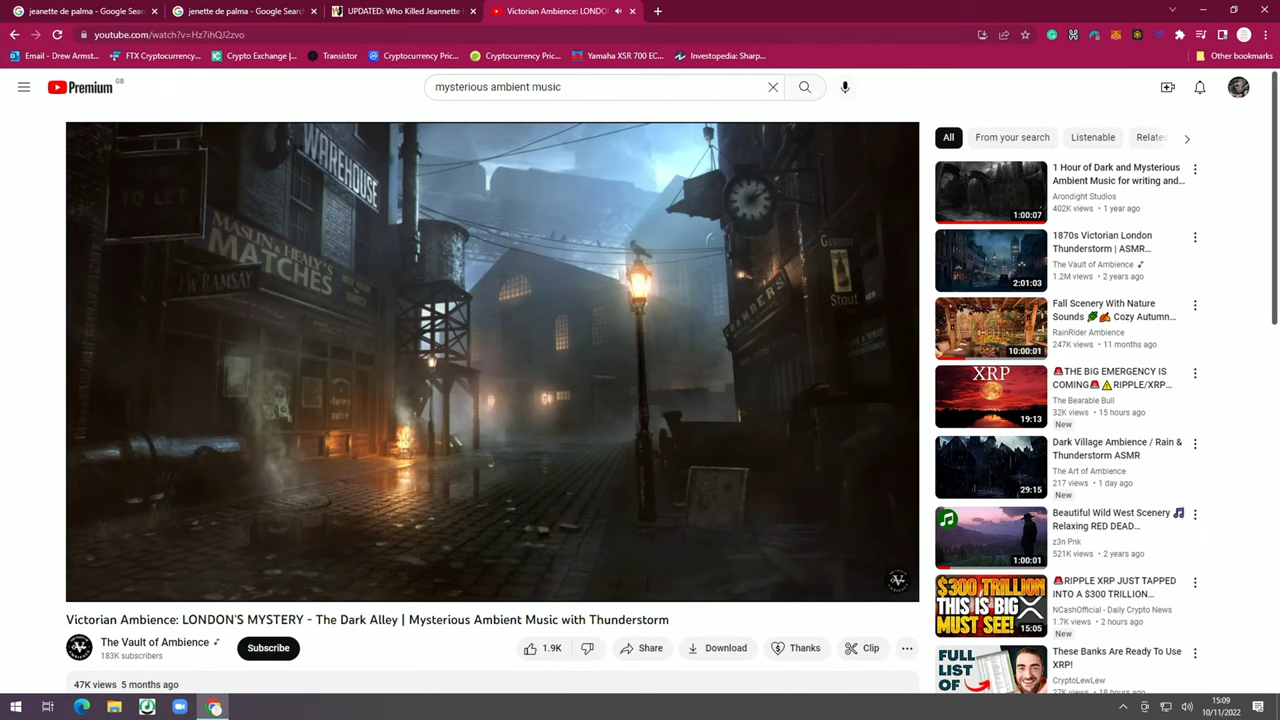 jeanette de palma - Google Sear
jenette de palma - Google Search
UPDATED: Who Killed Jeannette
Victorian Ambience: LONDO
youtube.com/watch?v=Hz7ihQJ2zvo
Email - Drew Armst...
FTX Cryptocurrency...
Crypto Exchange |...
Transistor
Cryptocurrency Pric...
Cryptocurrency Pric...
Yamaha XSR 700 EC...
Investopedia: Sharp...
Other bookmarks
Premium
GB
mysterious ambient music
WAREHOUSE
TO LET
MATCHES
J.W.RAMSAY
GENUINE
Stout
All
From your search
Listenable
Related
1 Hour of Dark and Mysterious
Ambient Music for writing and...
Arondight Studios
402K views • 1 year ago
1:00:07
1870s Victorian London
Thunderstorm | ASMR...
The Vault of Ambience
1.2M views • 2 years ago
2:01:03
Fall Scenery With Nature
Sounds 🌿🍂 Cozy Autumn...
RainRider Ambience
247K views • 11 months ago
10:00:01
XRP
🚨THE BIG EMERGENCY IS
COMING🚨 ⚠️RIPPLE/XRP...
The Bearable Bull
32K views • 15 hours ago
New
19:13
Dark Village Ambience / Rain &
Thunderstorm ASMR
The Art of Ambience
217 views • 1 day ago
New
29:15
Beautiful Wild West Scenery 🎵
Relaxing RED DEAD...
z3n Pnk
521K views • 2 years ago
1:00:01
$300 TRILLION
THIS IS BIG
MUST SEE!
15:05
🚨RIPPLE XRP JUST TAPPED
INTO A $300 TRILLION...
NCashOfficial - Daily Crypto News
1.7K views • 2 hours ago
New
FULL
LIST
OF
These Banks Are Ready To Use
XRP!
CryptoLewLew
27K views • 18 hours ago
Victorian Ambience: LONDON'S MYSTERY - The Dark Alley | Mysterious Ambient Music with Thunderstorm
The Vault of Ambience
183K subscribers
Subscribe
1.9K
Share
Download
Thanks
Clip
47K views 5 months ago
15:09
10/11/2022